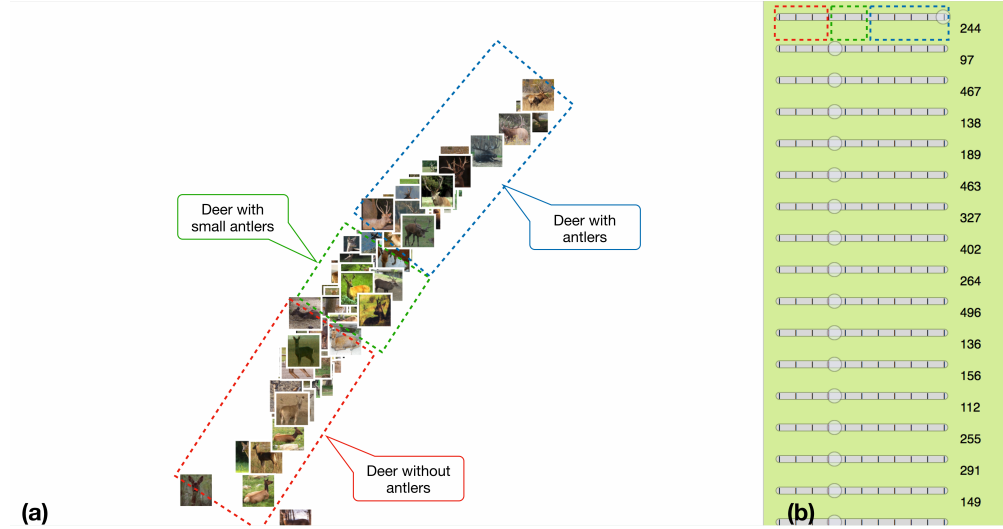 Deer with
small antlers
Deer with
antlers
Deer without
antlers
(a)
244
97
467
138
189
463
327
402
264
496
136
156
112
255
291
149
(b)